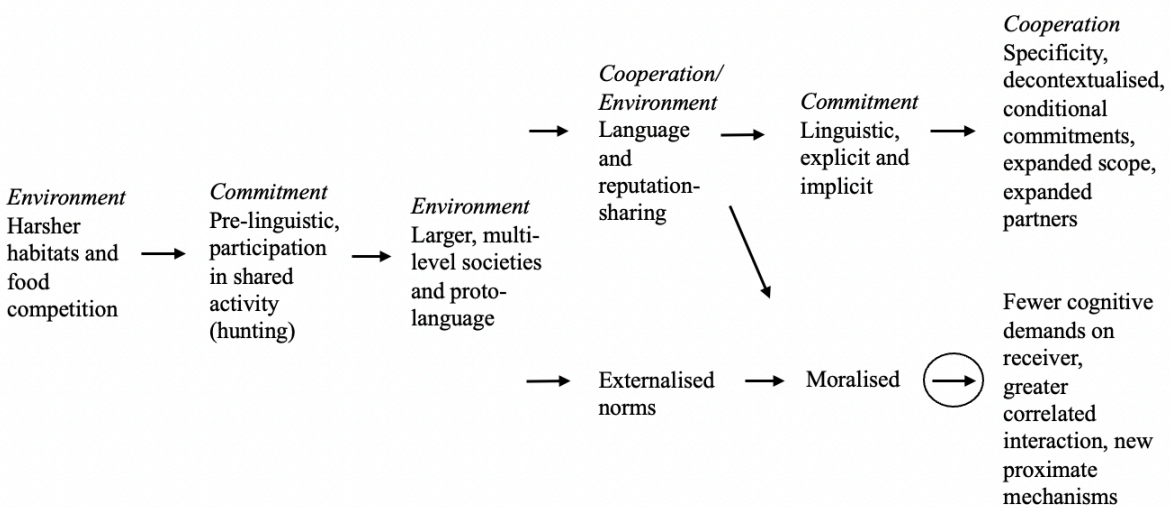 Environment
Harsher
habitats and
food
competition
Commitment
Pre-linguistic,
participation
in shared
activity
(hunting)
Environment
Larger, multi-
level societies
and proto-
language
Cooperation/
Environment
Language
and
reputation-
sharing
Commitment
Linguistic,
explicit and
implicit
Cooperation
Specificity,
decontextualised,
conditional
commitments,
expanded scope,
expanded
partners
Externalised
norms
Moralised
Fewer cognitive
demands on
receiver,
greater
correlated
interaction, new
proximate
mechanisms